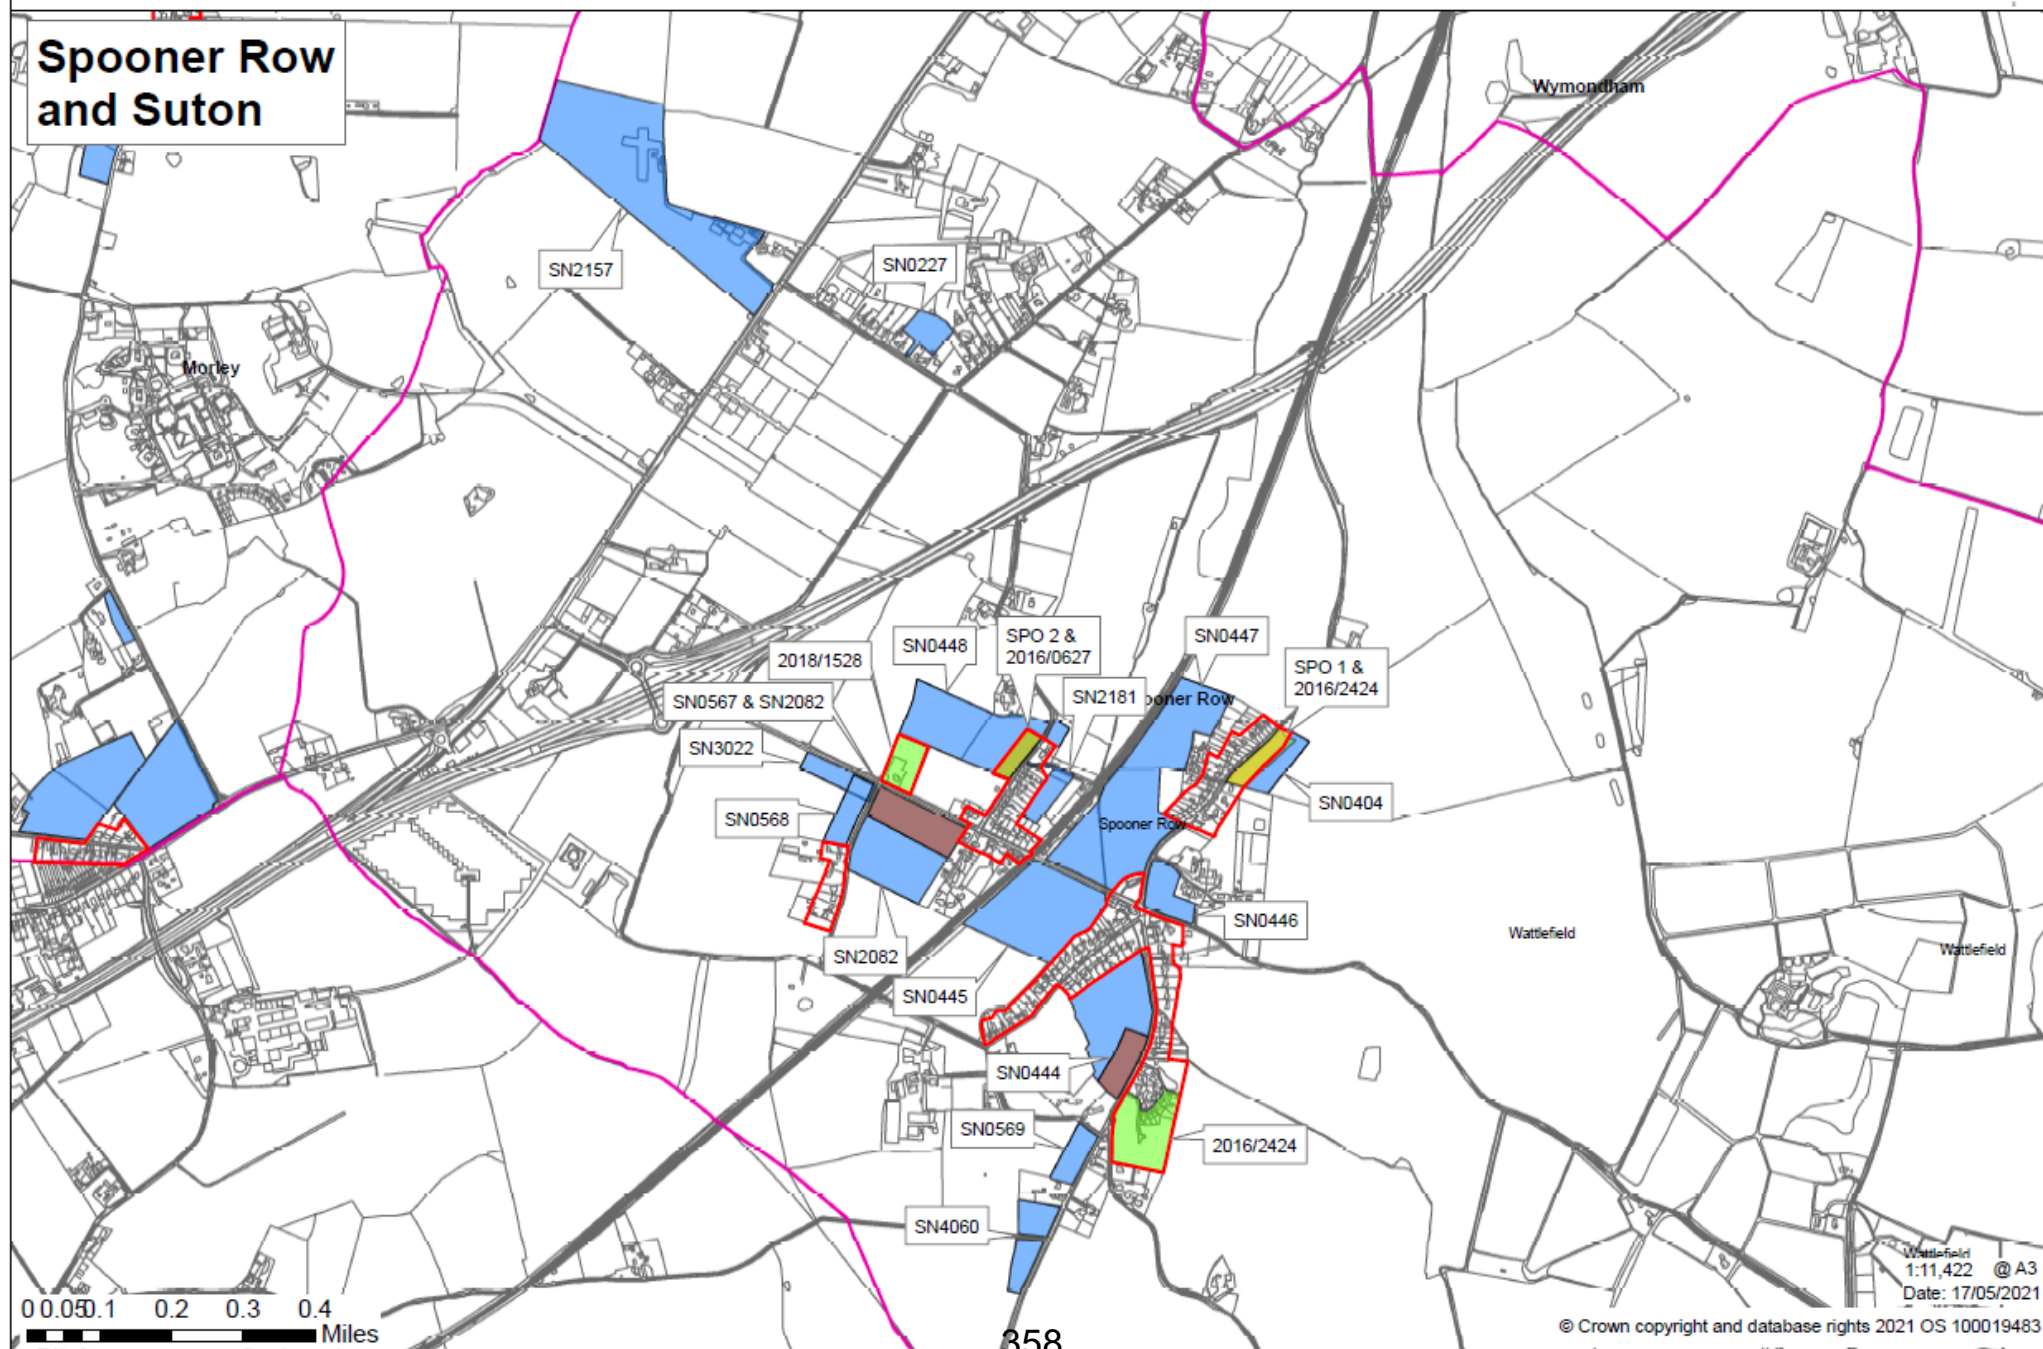 Spooner Row
and Suton
Wymondham
SN2157
SN0227
Morley
SN0448
SPO 2 &
2016/0627
SN0447
2018/1528
SPO 1 &
2016/2424
SN0567 & SN2082
SN2181
ooner Row
SN3022
SN0404
SN0568
Spooner Row
SN0446
Wattlefield
Wattlefield
SN2082
SN0445
SN0444
SN0569
2016/2424
SN4060
Wattlefield
1:11,422 @ A3
Date: 17/05/2021
0 0.05 0.1 0.2 0.3 0.4
Miles
358
© Crown copyright and database rights 2021 OS 100019483